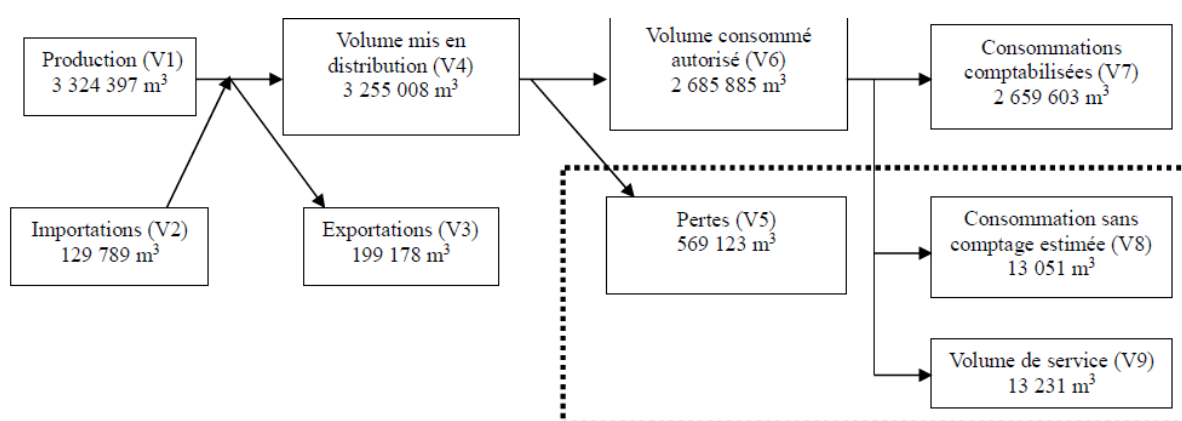 Production (V1)
3 324 397 m³
Volume mis en
distribution (V4)
3 255 008 m³
Volume consommé
autorisé (V6)
2 685 885 m³
Consommations
comptabilisées (V7)
2 659 603 m³
Importations (V2)
129 789 m³
Exportations (V3)
199 178 m³
Pertes (V5)
569 123 m³
Consommation sans
comptage estimée (V8)
13 051 m³
Volume de service (V9)
13 231 m³